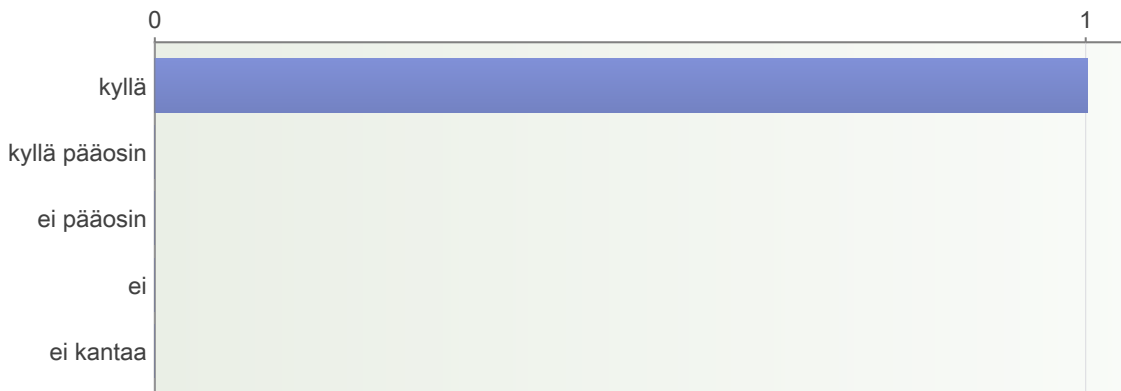 0 1
kyllä
kyllä pääosin
ei pääosin
ei
ei kantaa